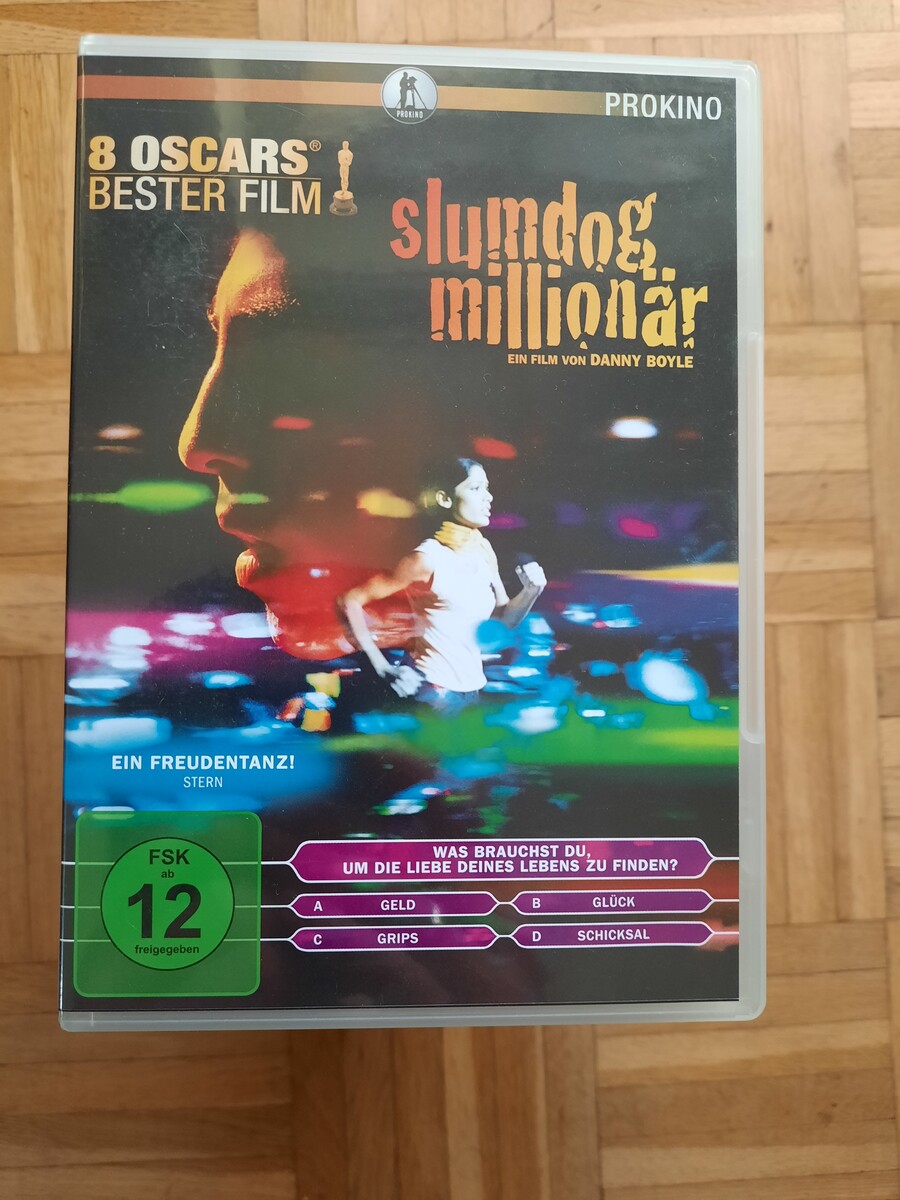 PROKINO
PROKINO
8 OSCARS®
BESTER FILM
slumdog
millionär
EIN FILM VON DANNY BOYLE
EIN FREUDENTANZ!
STERN
FSK
ab
12
freigegeben
WAS BRAUCHST DU,
UM DIE LIEBE DEINES LEBENS ZU FINDEN?
A GELD
B GLÜCK
C GRIPS
D SCHICKSAL